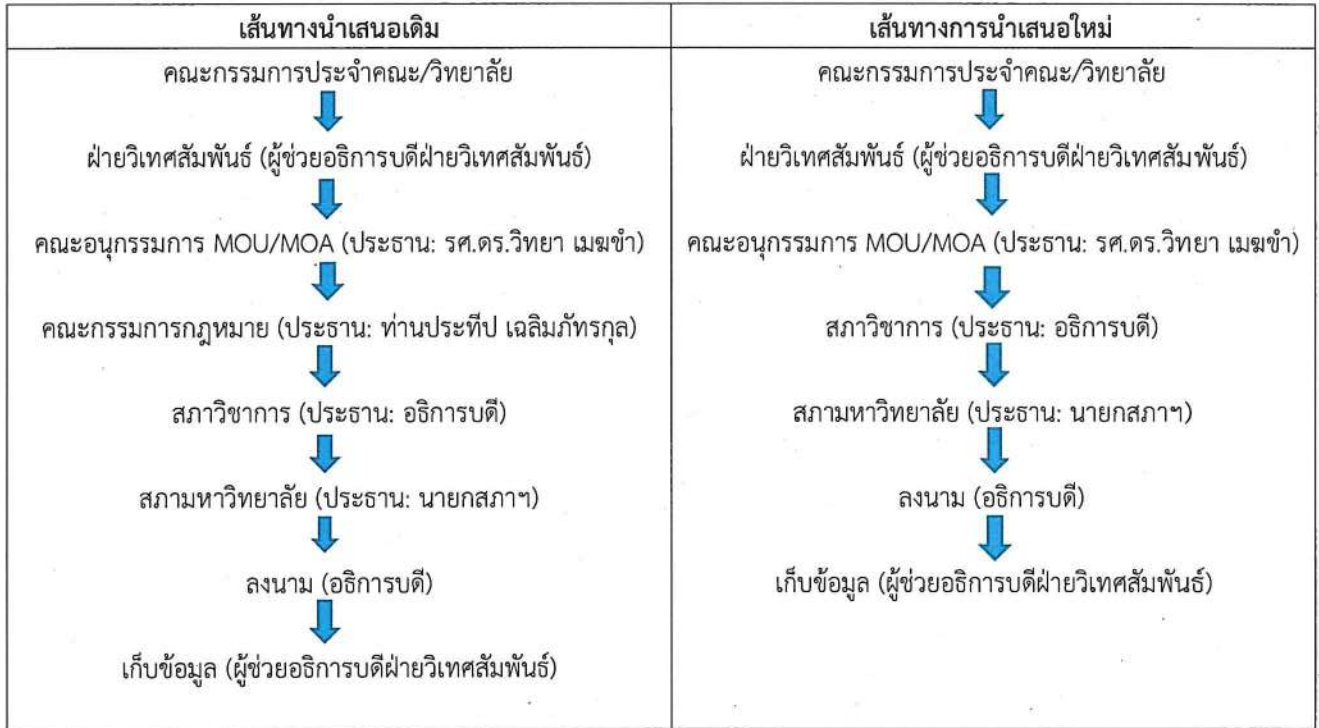 เส้นทางนำเสนอเดิม
คณะกรรมการประจำคณะ/วิทยาลัย
ฝ่ายวิเทศสัมพันธ์ (ผู้ช่วยอธิการบดีฝ่ายวิเทศสัมพันธ์)
คณะอนุกรรมการ MOU/MOA (ประธาน: รศ.ดร.วิทยา เมฆขำ)
คณะกรรมการกฎหมาย (ประธาน: ท่านประทีป เฉลิมภัทรกุล)
สภาวิชาการ (ประธาน: อธิการบดี)
สภามหาวิทยาลัย (ประธาน: นายกสภาฯ)
ลงนาม (อธิการบดี)
เก็บข้อมูล (ผู้ช่วยอธิการบดีฝ่ายวิเทศสัมพันธ์)
เส้นทางการนำเสนอใหม่
คณะกรรมการประจำคณะ/วิทยาลัย
ฝ่ายวิเทศสัมพันธ์ (ผู้ช่วยอธิการบดีฝ่ายวิเทศสัมพันธ์)
คณะอนุกรรมการ MOU/MOA (ประธาน: รศ.ดร.วิทยา เมฆขำ)
สภาวิชาการ (ประธาน: อธิการบดี)
สภามหาวิทยาลัย (ประธาน: นายกสภาฯ)
ลงนาม (อธิการบดี)
เก็บข้อมูล (ผู้ช่วยอธิการบดีฝ่ายวิเทศสัมพันธ์)